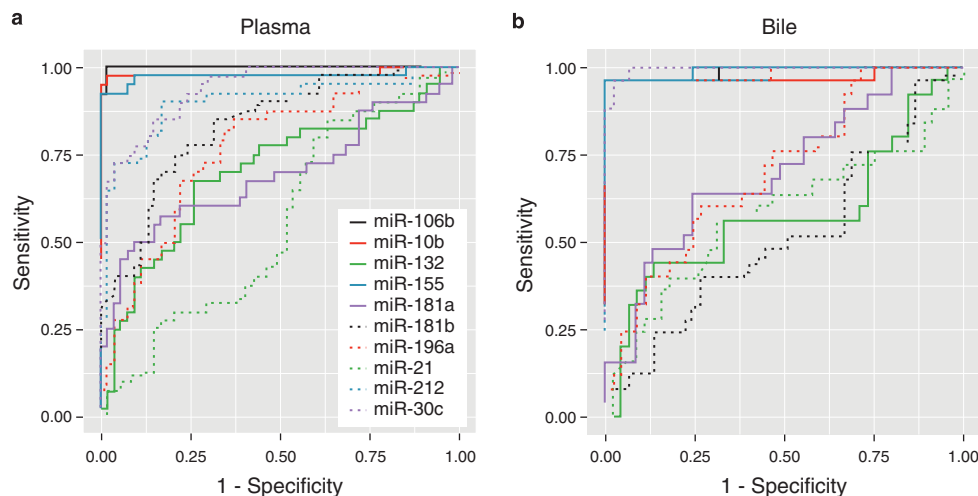 a
Plasma
1.00
0.75
0.50
0.25
0.00
Sensitivity
0.00 0.25 0.50 0.75 1.00
1 - Specificity
miR-106b
miR-10b
miR-132
miR-155
miR-181a
miR-181b
miR-196a
miR-21
miR-212
miR-30c
b
Bile
1.00
0.75
0.50
0.25
0.00
Sensitivity
0.00 0.25 0.50 0.75 1.00
1 - Specificity